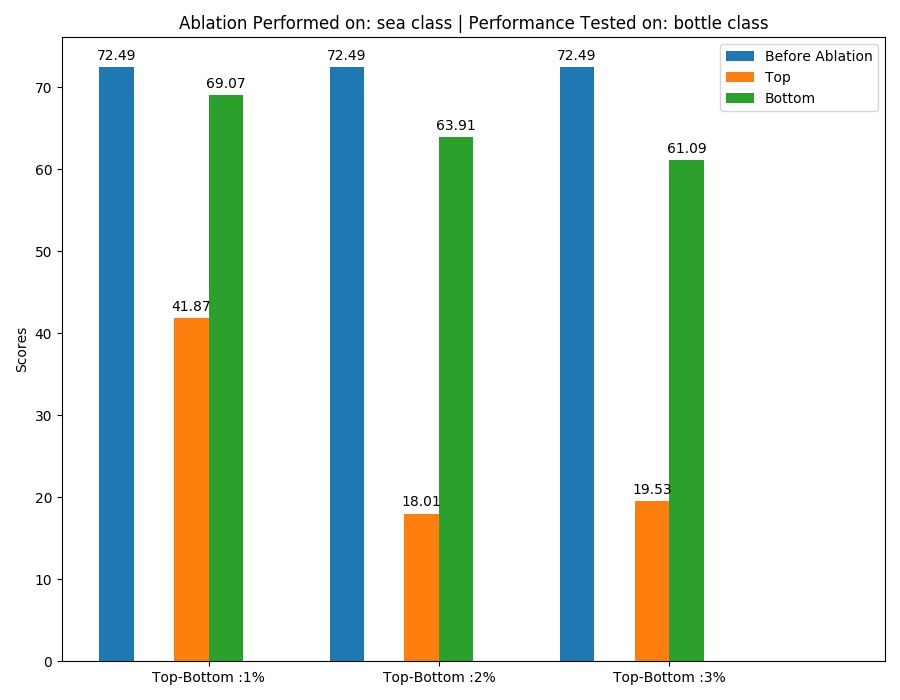 Ablation Performed on: sea class | Performance Tested on: bottle class
72.49
72.49
72.49
Before Ablation
Top
Bottom
69.07
63.91
61.09
41.87
18.01
19.53
Scores
70
60
50
40
30
20
10
0
Top-Bottom :1%
Top-Bottom :2%
Top-Bottom :3%